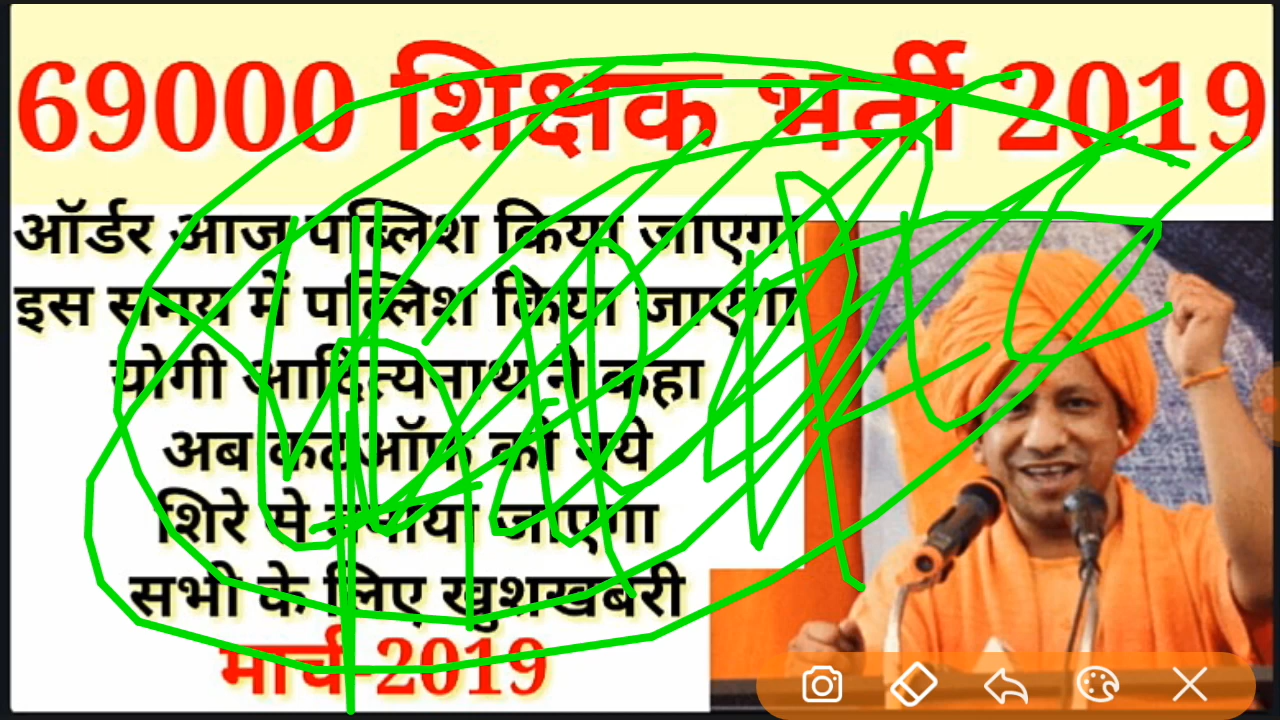 69000 शिक्षक भर्ती 2019
ऑर्डर आज पब्लिश किया जाएगा
इस समय में पब्लिश किया जाएगा
योगी आदित्यनाथ ने कहा
अब कटऑफ को नये
शिरे से बनाया जाएगा
सभी के लिए खुशखबरी
मार्च-2019